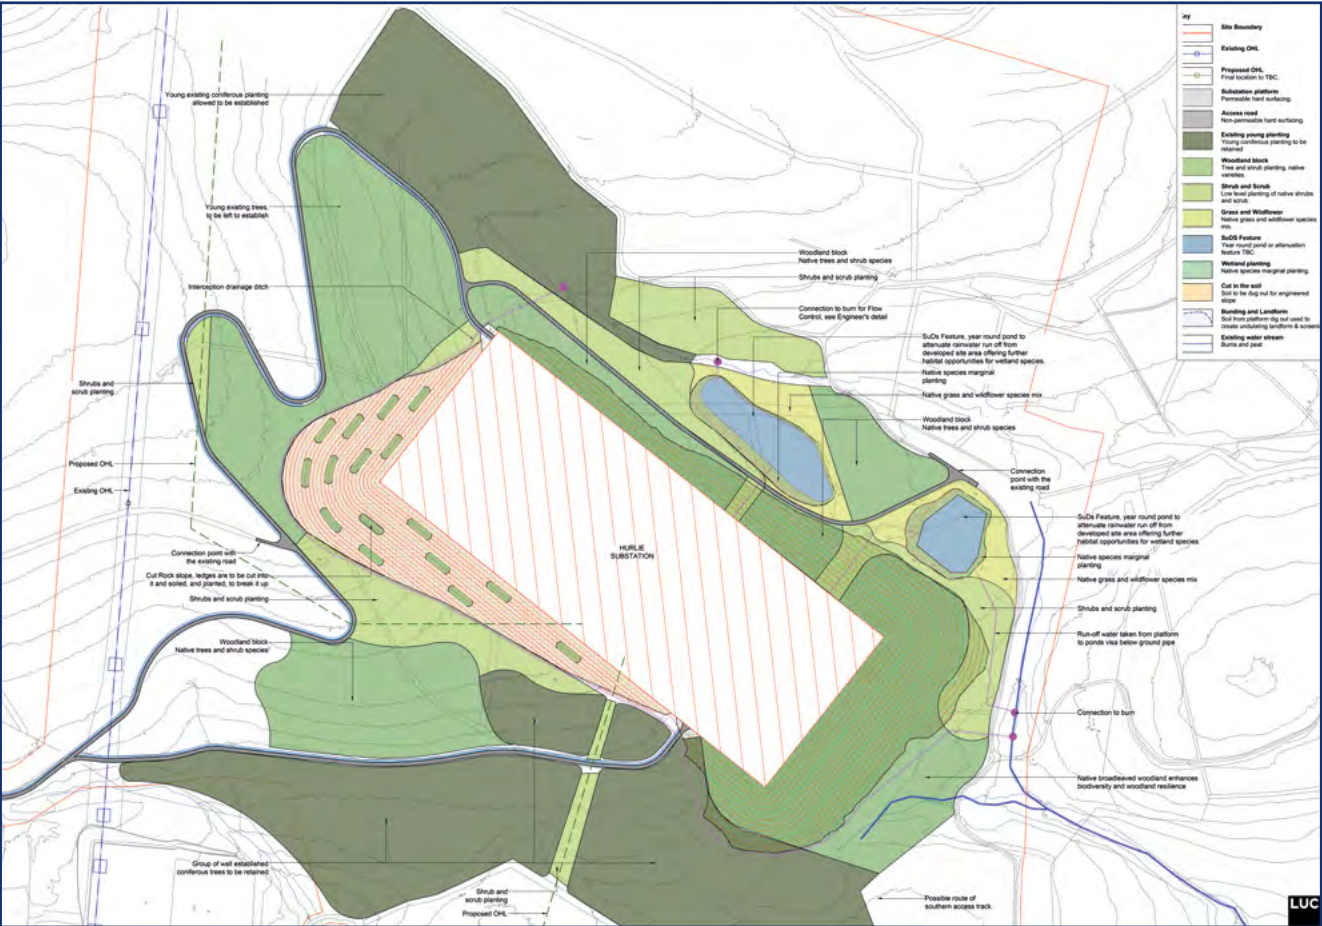 Young existing coniferous planting
allowed to be established
Young existing trees,
to be left to establish
Interception drainage ditch
Shrubs and
scrub planting
Proposed OHL
Existing OHL
Connection point with
the existing road
Cut Rock slope, ledges are to be cut into
it and soiled, and planted, to break it up
Shrubs and scrub planting
Woodland block
Native trees and shrub species
Group of well established
coniferous trees to be retained
Shrub and
scrub planting
Proposed OHL
HURLIE
SUBSTATION
Woodland block
Native trees and shrub species
Shrubs and scrub planting
Connection to burn for Flow
Control, see Engineer's detail
SuDs Feature, year round pond to
attenuate rainwater run off from
developed site area offering further
habitat opportunities for wetland species.
Native species marginal
planting
Native grass and wildflower species mix
Woodland block
Native trees and shrub species
Connection
point with the
existing road
SuDs Feature, year round pond to
attenuate rainwater run off from
developed site area offering further
habitat opportunities for wetland species
Native species marginal
planting
Native grass and wildflower species mix
Shrubs and scrub planting
Run-off water taken from platform
to ponds visa below ground pipe
Connection to burn
Native broadleaved woodland enhances
biodiversity and woodland resilience
Possible route of
southern access track.
ey
Site Boundary
Existing OHL
Proposed OHL
Final location to TBC.
Substation platform
Permeable hard surfacing.
Access road
Non-permeable hard surfacing.
Existing young planting
Young coniferous planting to be
retained
Woodland block
Tree and shrub planting, native
varieties.
Shrub and Scrub
Low level planting of native shrubs
and scrub.
Grass and Wildflower
Native grass and wildflower species
mix.
SuDS Feature
Year round pond or attenuation
feature TBC.
Wetland planting
Native species marginal planting.
Cut in the soil
Soil to be dug out for engineered
slope
Bunding and Landform
Soil from platform dig out used to
create undulating landform & screen
Existing water stream
Burns and peat
LUC